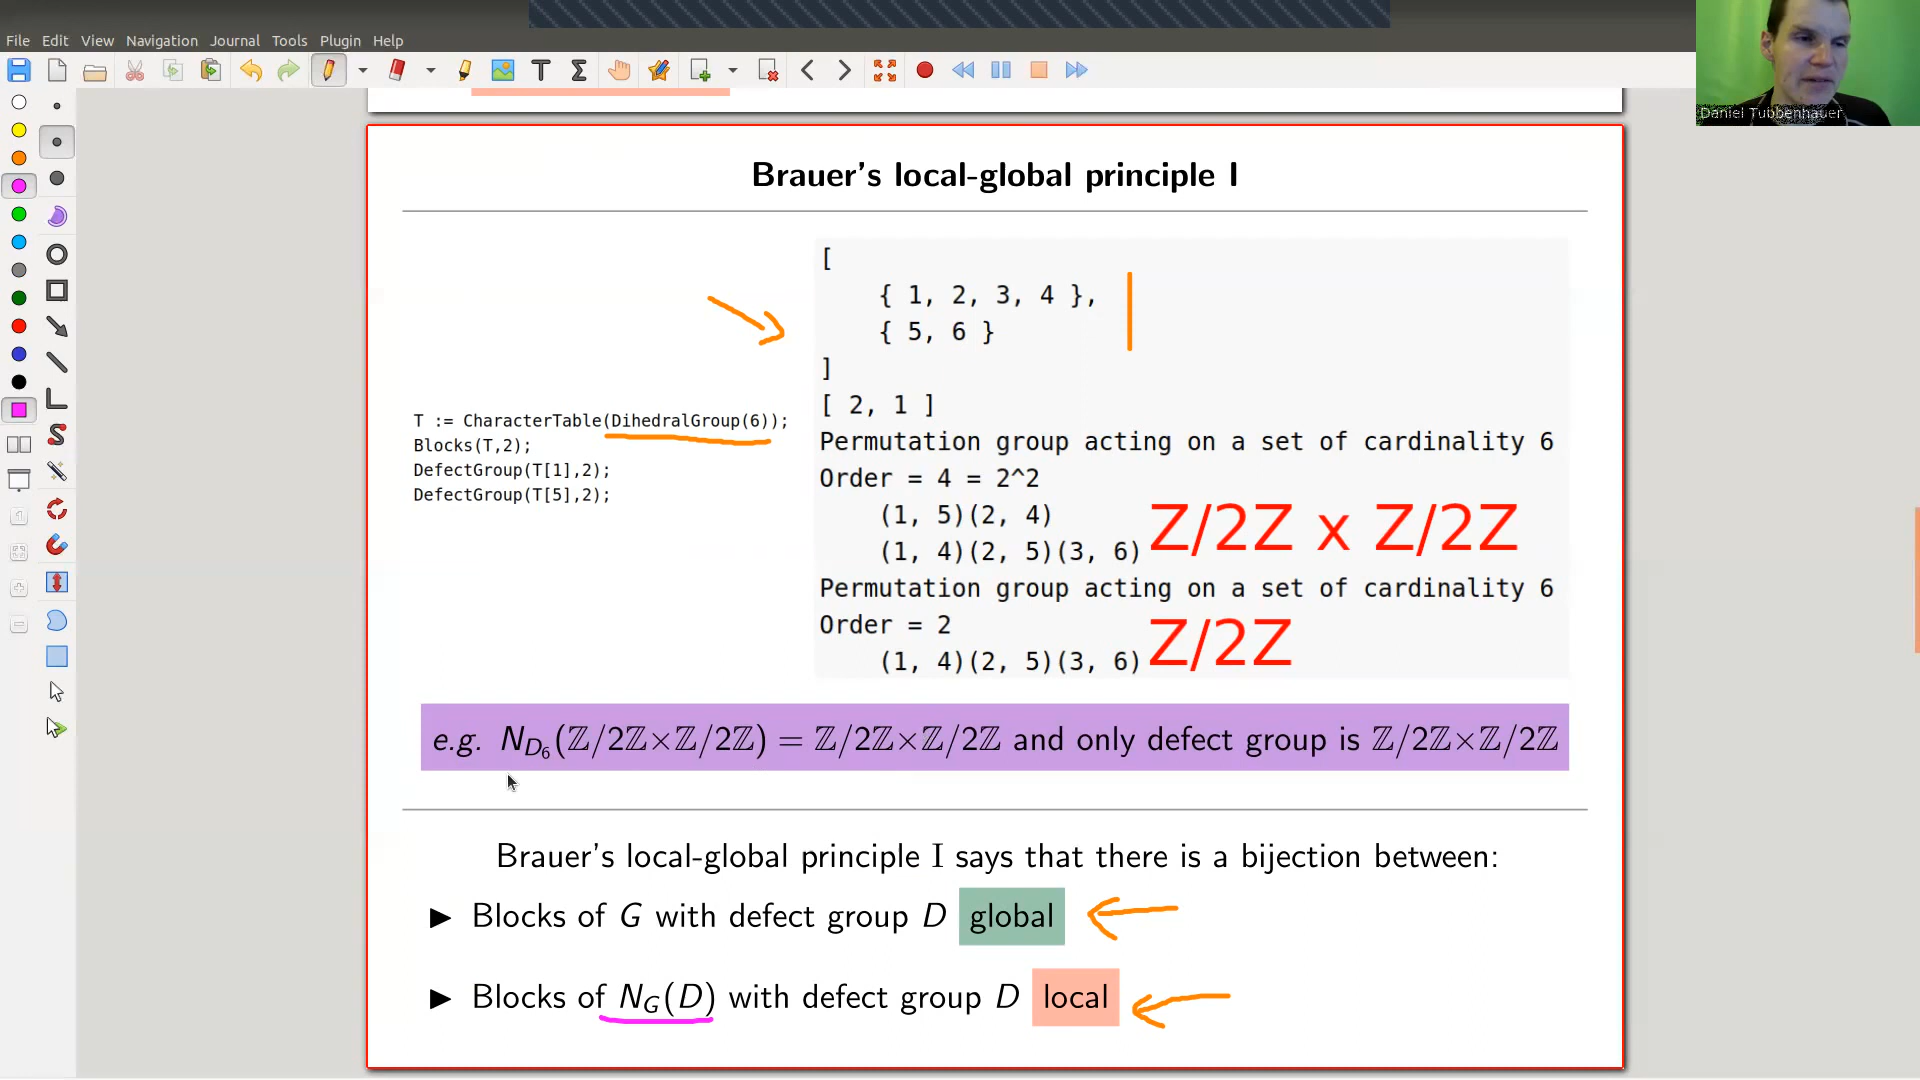 File Edit View Navigation Journal Tools Plugin Help
Daniel Tubbenhauer
Brauer's local-global principle I
T := CharacterTable(DihedralGroup(6));
Blocks(T,2);
DefectGroup(T[1],2);
DefectGroup(T[5],2);
[
{ 1, 2, 3, 4 },
{ 5, 6 }
]
[ 2, 1 ]
Permutation group acting on a set of cardinality 6
Order = 4 = 2^2
(1, 5)(2, 4)
(1, 4)(2, 5)(3, 6)
Z/2Z x Z/2Z
Permutation group acting on a set of cardinality 6
Order = 2
(1, 4)(2, 5)(3, 6)
Z/2Z
e.g. N_{D_6}(ℤ/2ℤ×ℤ/2ℤ) = ℤ/2ℤ×ℤ/2ℤ and only defect group is ℤ/2ℤ×ℤ/2ℤ
Brauer's local-global principle I says that there is a bijection between:
▶ Blocks of G with defect group D global
▶ Blocks of N_G(D) with defect group D local